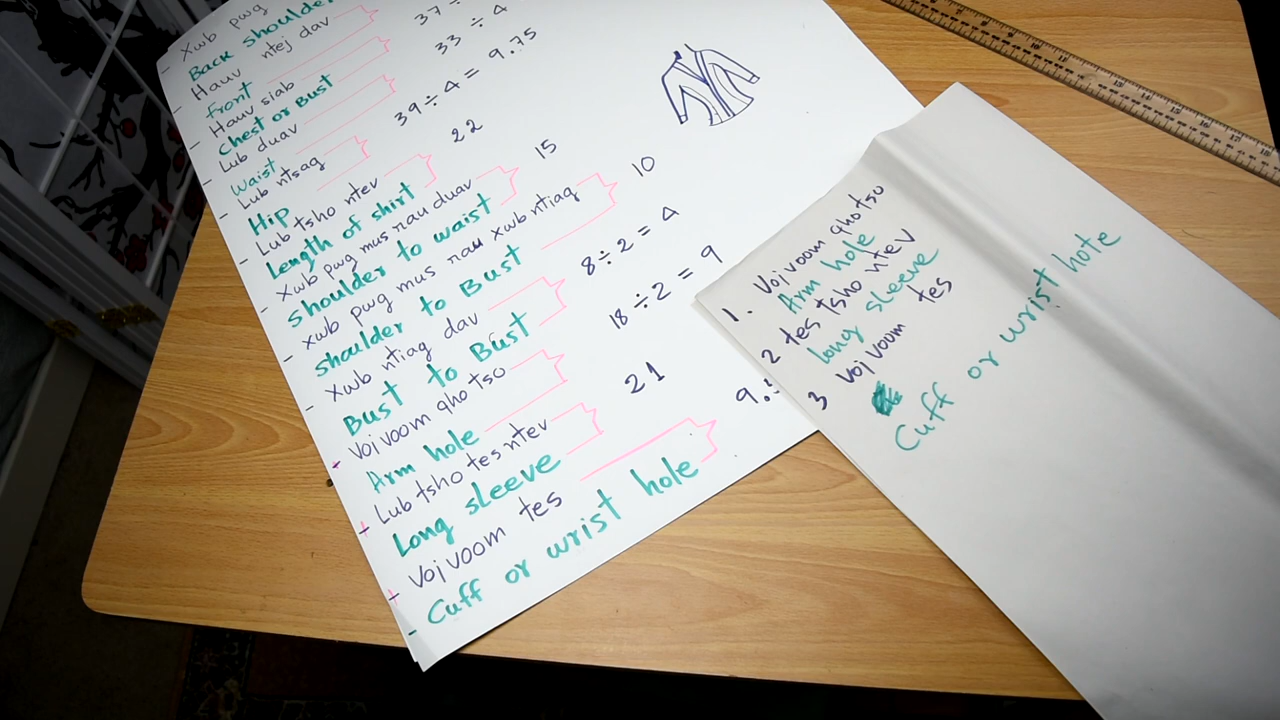 - Xwb pwg
Back shoulder
- Hauv ntej dav
front
37 ÷
- Hauv siab
Chest or Bust
33 ÷ 4
- Lub duav
Waist
39 ÷ 4 = 9.75
- Lub ntsag
Hip
22
- Lub tsho ntev
Length of shirt
15
- Xwb pwg mus rau duav
shoulder to waist
10
- xwb pwg mus rau xwb ntiag
shoulder to Bust
8 ÷ 2 = 4
- Xwb ntiag dav
Bust to Bust
18 ÷ 2 = 9
+ Voj voom qho tso
Arm hole
21
+ Lub tsho tes ntev
Long sleeve
9.
+ Voj voom tes
- Cuff or wrist hole
1. Voj voom qho tso
Arm hole
2 tes tsho ntev
long sleeve
3 Voj voom tes
Cuff or wrist hote